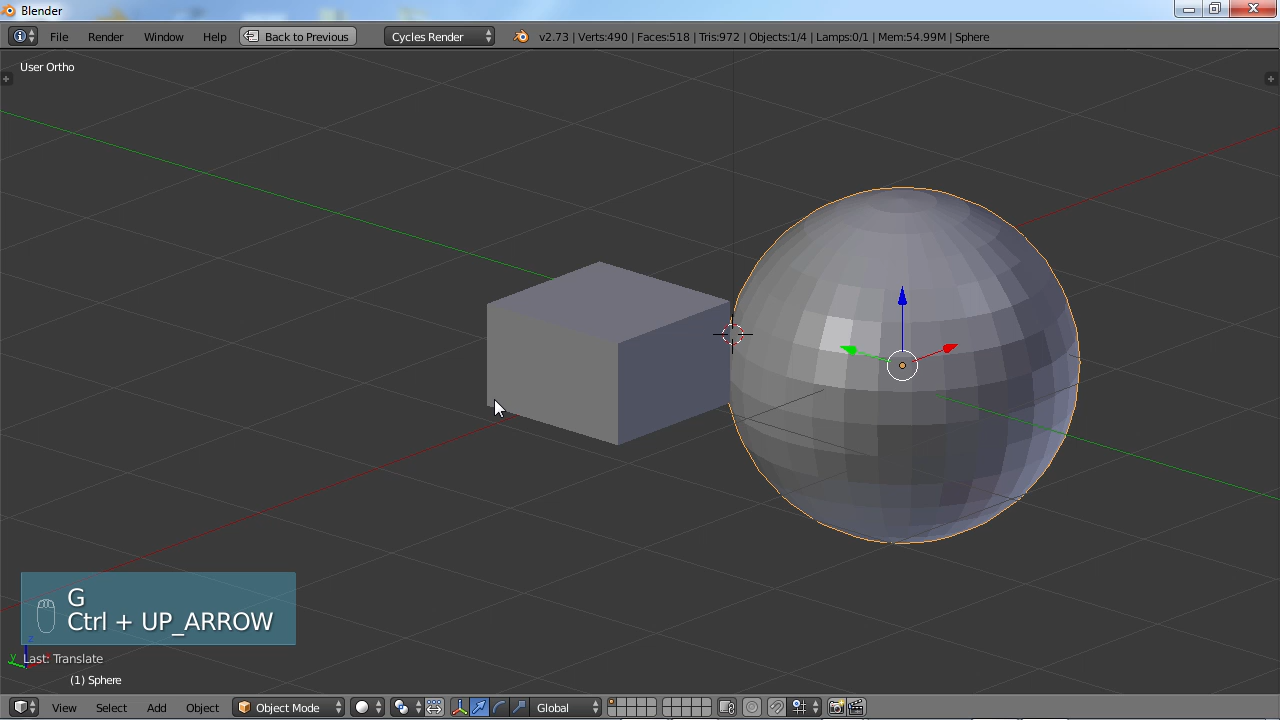 Blender
File Render Window Help Back to Previous Cycles Render v2.73 | Verts:490 | Faces:518 | Tris:972 | Objects:1/4 | Lamps:0/1 | Mem:54.99M | Sphere
User Ortho
G
Ctrl + UP_ARROW
z
y
Last: Translate
(1) Sphere
View Select Add Object Object Mode Global